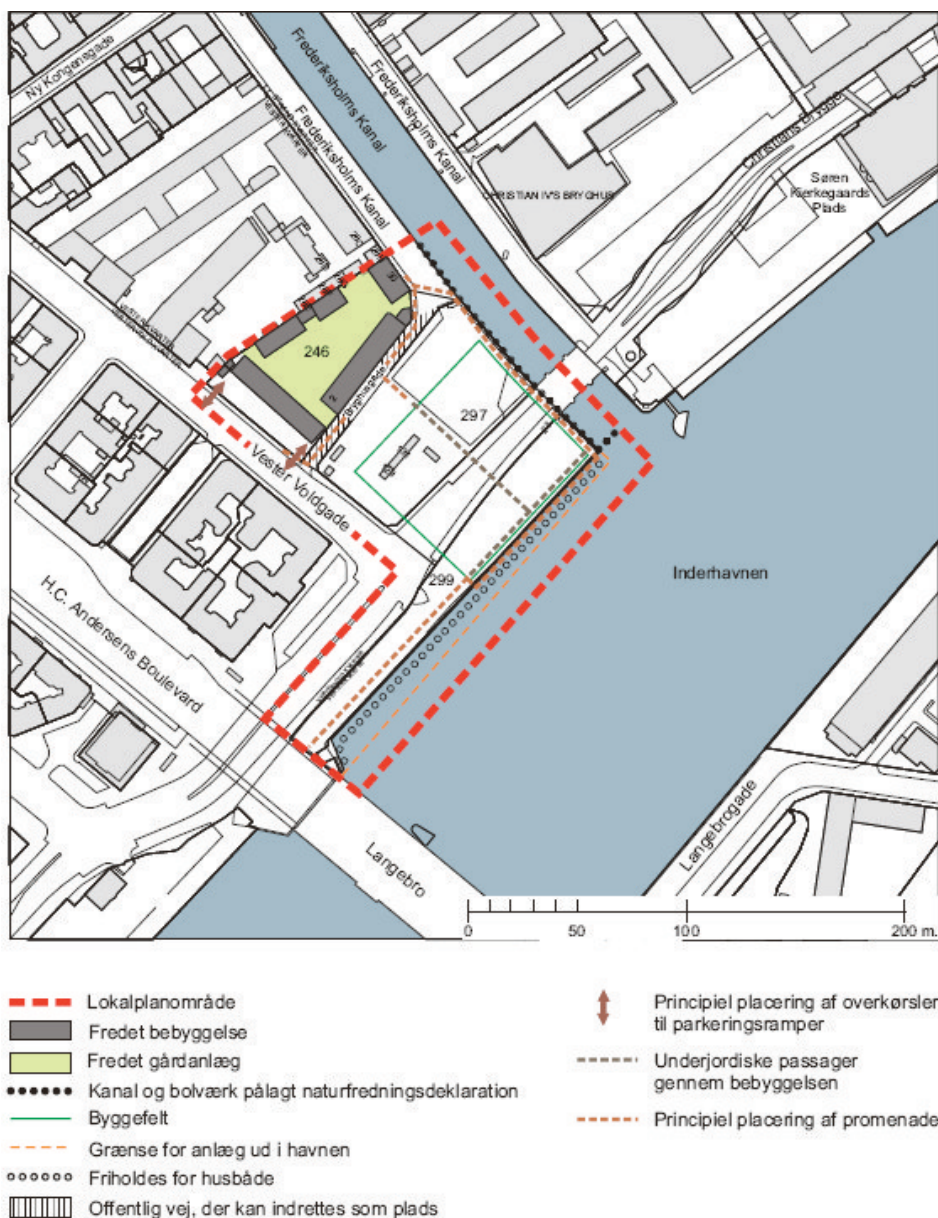 Ny Kongensgade
Frederiksholms Kanal
Frederiksholms Kanal
Frederiksholms Kanal
Christians Brygge
CHRISTIAN IV'S BRYGHUS
Søren
Kierkegaards
Plads
246
2
Bryghusgade
297
Vester Voldgade
299
Inderhavnen
H.C. Andersens Boulevard
Langebro
Langebrogade
0 50 100 200 m.
Lokalplanområde
Fredet bebyggelse
Fredet gårdanlæg
Kanal og bolværk pålagt naturfredningsdeklaration
Byggefelt
Grænse for anlæg ud i havnen
Friholdes for husbåde
Offentlig vej, der kan indrettes som plads
Principiel placering af overkørsler
til parkeringsramper
Underjordiske passager
gennem bebyggelsen
Principiel placering af promenade